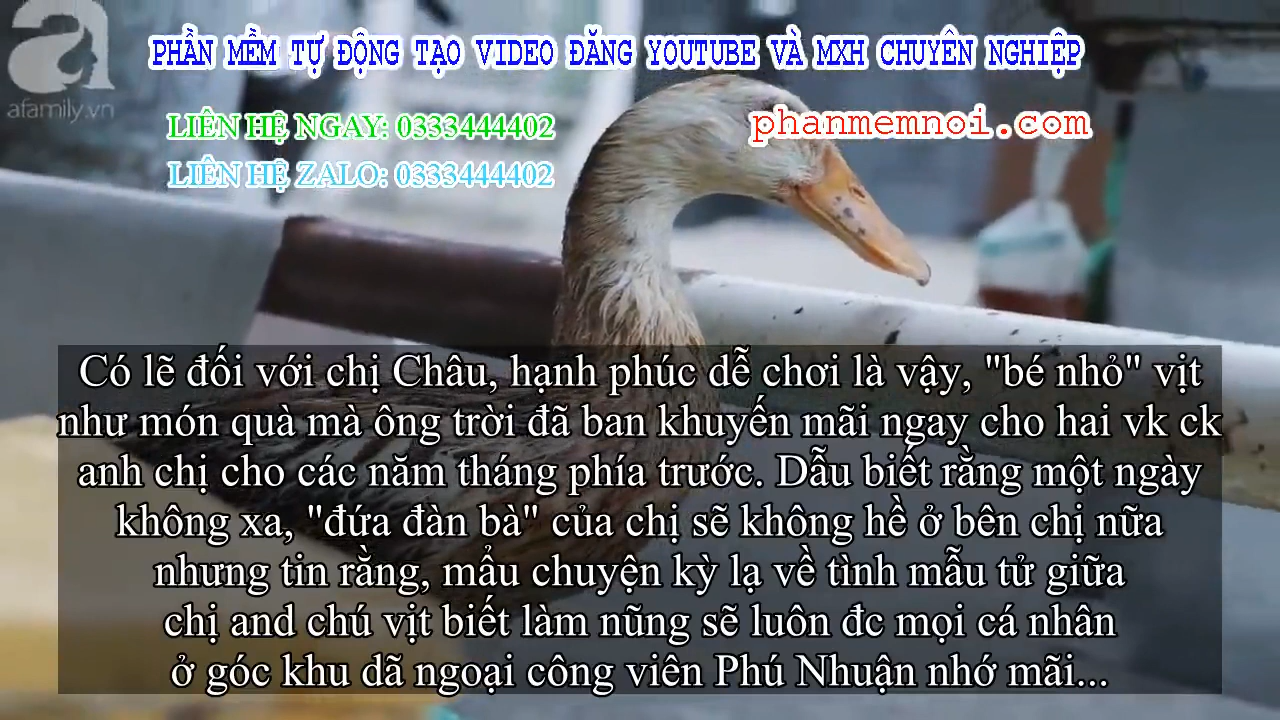 a
afamily.vn
PHẦN MỀM TỰ ĐỘNG TẠO VIDEO ĐĂNG YOUTUBE VÀ MXH CHUYÊN NGHIỆP
LIÊN HỆ NGAY: 0333444402
phanmemnoi.com
LIÊN HỆ ZALO: 0333444402
Có lẽ đối với chị Châu, hạnh phúc dễ chơi là vậy, "bé nhỏ" vịt
như món quà mà ông trời đã ban khuyến mãi ngay cho hai vk ck
anh chị cho các năm tháng phía trước. Dẫu biết rằng một ngày
không xa, "đứa đàn bà" của chị sẽ không hề ở bên chị nữa
nhưng tin rằng, mẩu chuyện kỳ lạ về tình mẫu tử giữa
chị and chú vịt biết làm nũng sẽ luôn đc mọi cá nhân
ở góc khu dã ngoại công viên Phú Nhuận nhớ mãi...